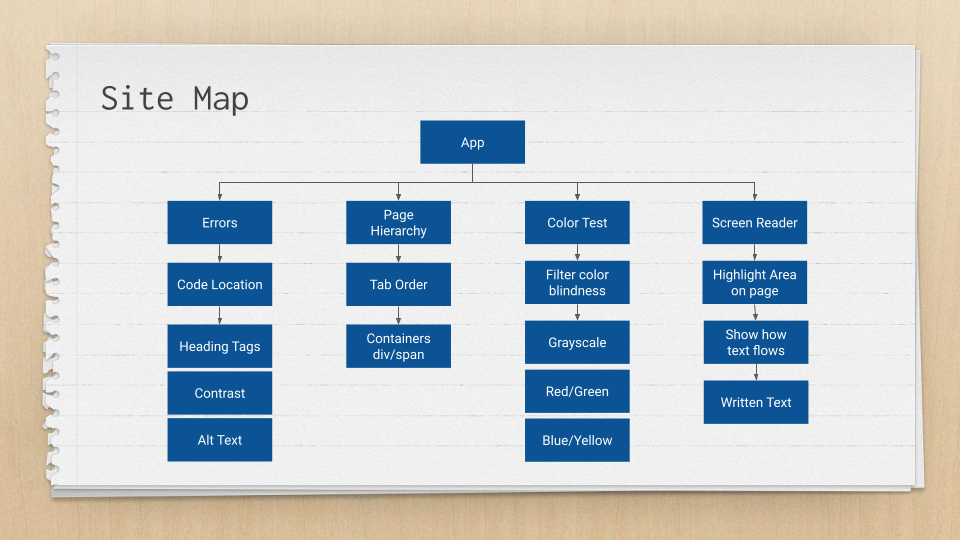 Site Map
App
Errors
Page
Hierarchy
Color Test
Screen Reader
Code Location
Tab Order
Filter color
blindness
Highlight Area
on page
Heading Tags
Containers
div/span
Grayscale
Show how
text flows
Contrast
Red/Green
Written Text
Alt Text
Blue/Yellow